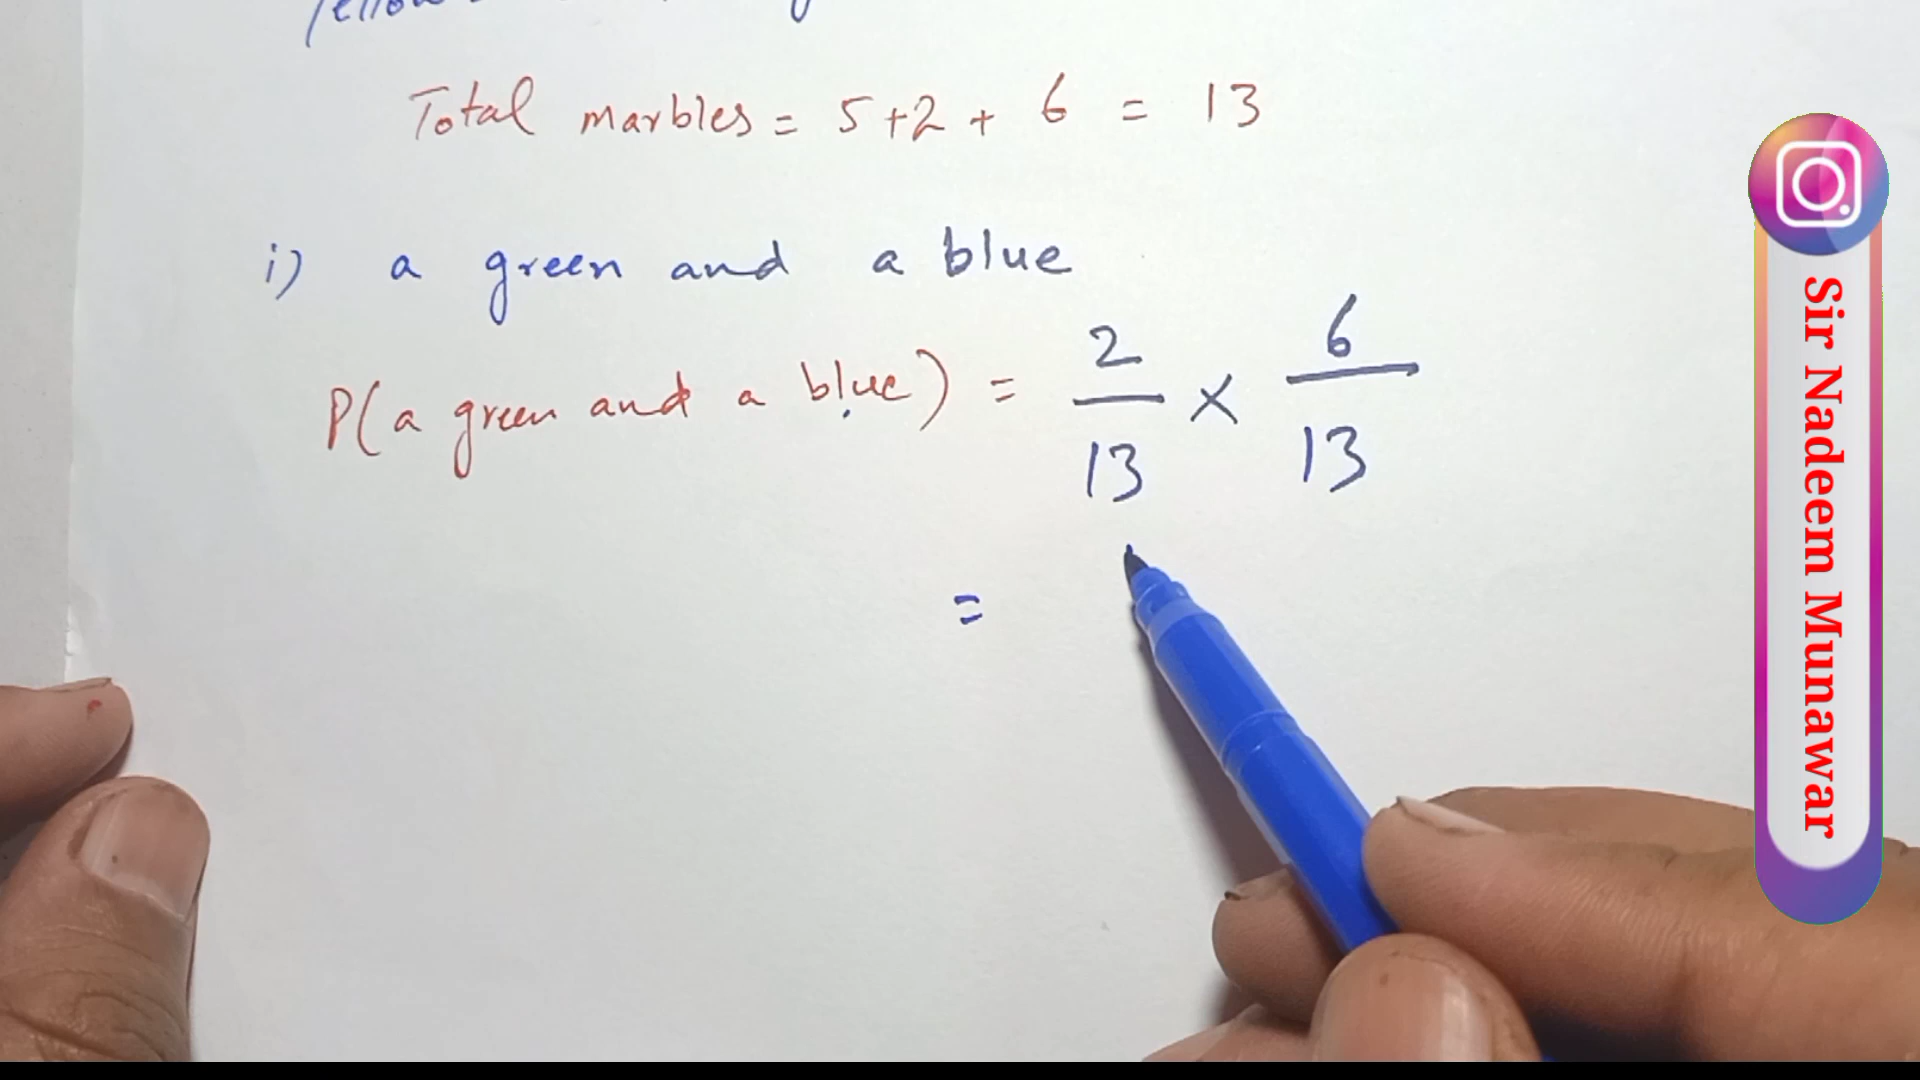 Yellow
Total marbles = 5+2 + 6 = 13
i) a green and a blue
P(a green and a blue) = 2/13 × 6/13
=
Sir Nadeem Munawar